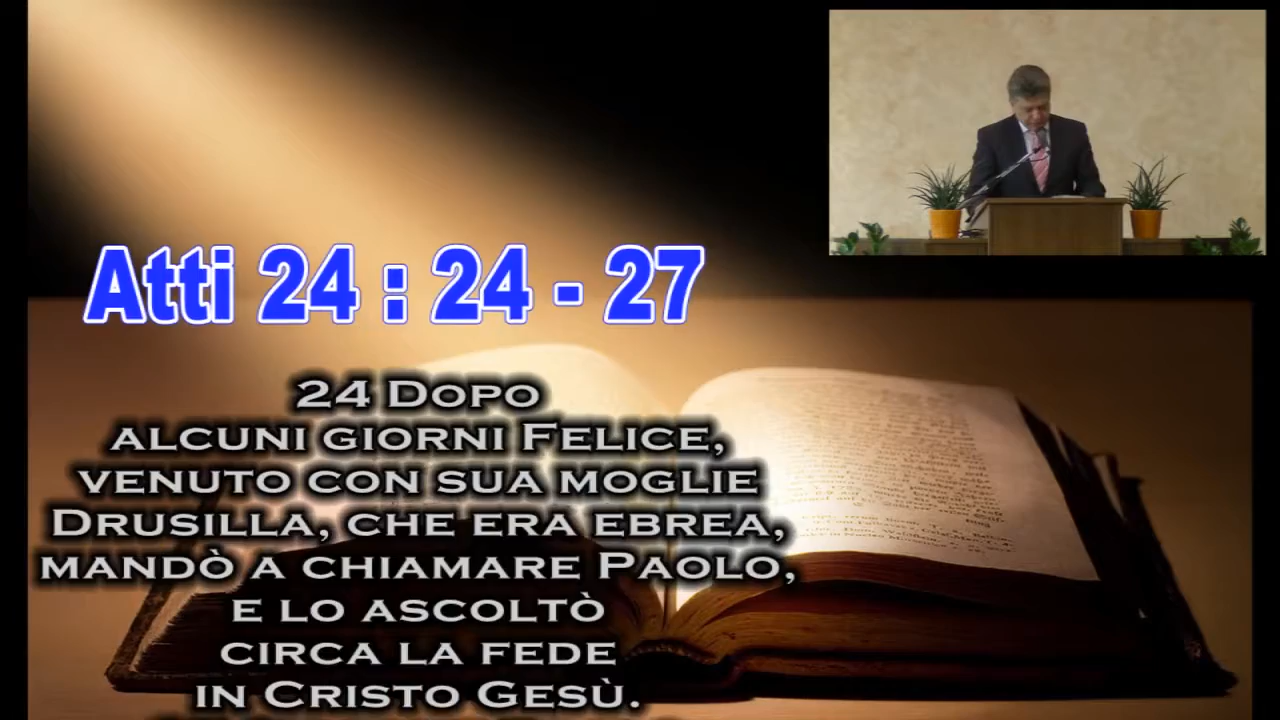 Atti 24 : 24 - 27
24 Dopo
alcuni giorni Felice,
venuto con sua moglie
Drusilla, che era ebrea,
mandò a chiamare Paolo,
e lo ascoltò
circa la fede
in Cristo Gesù.